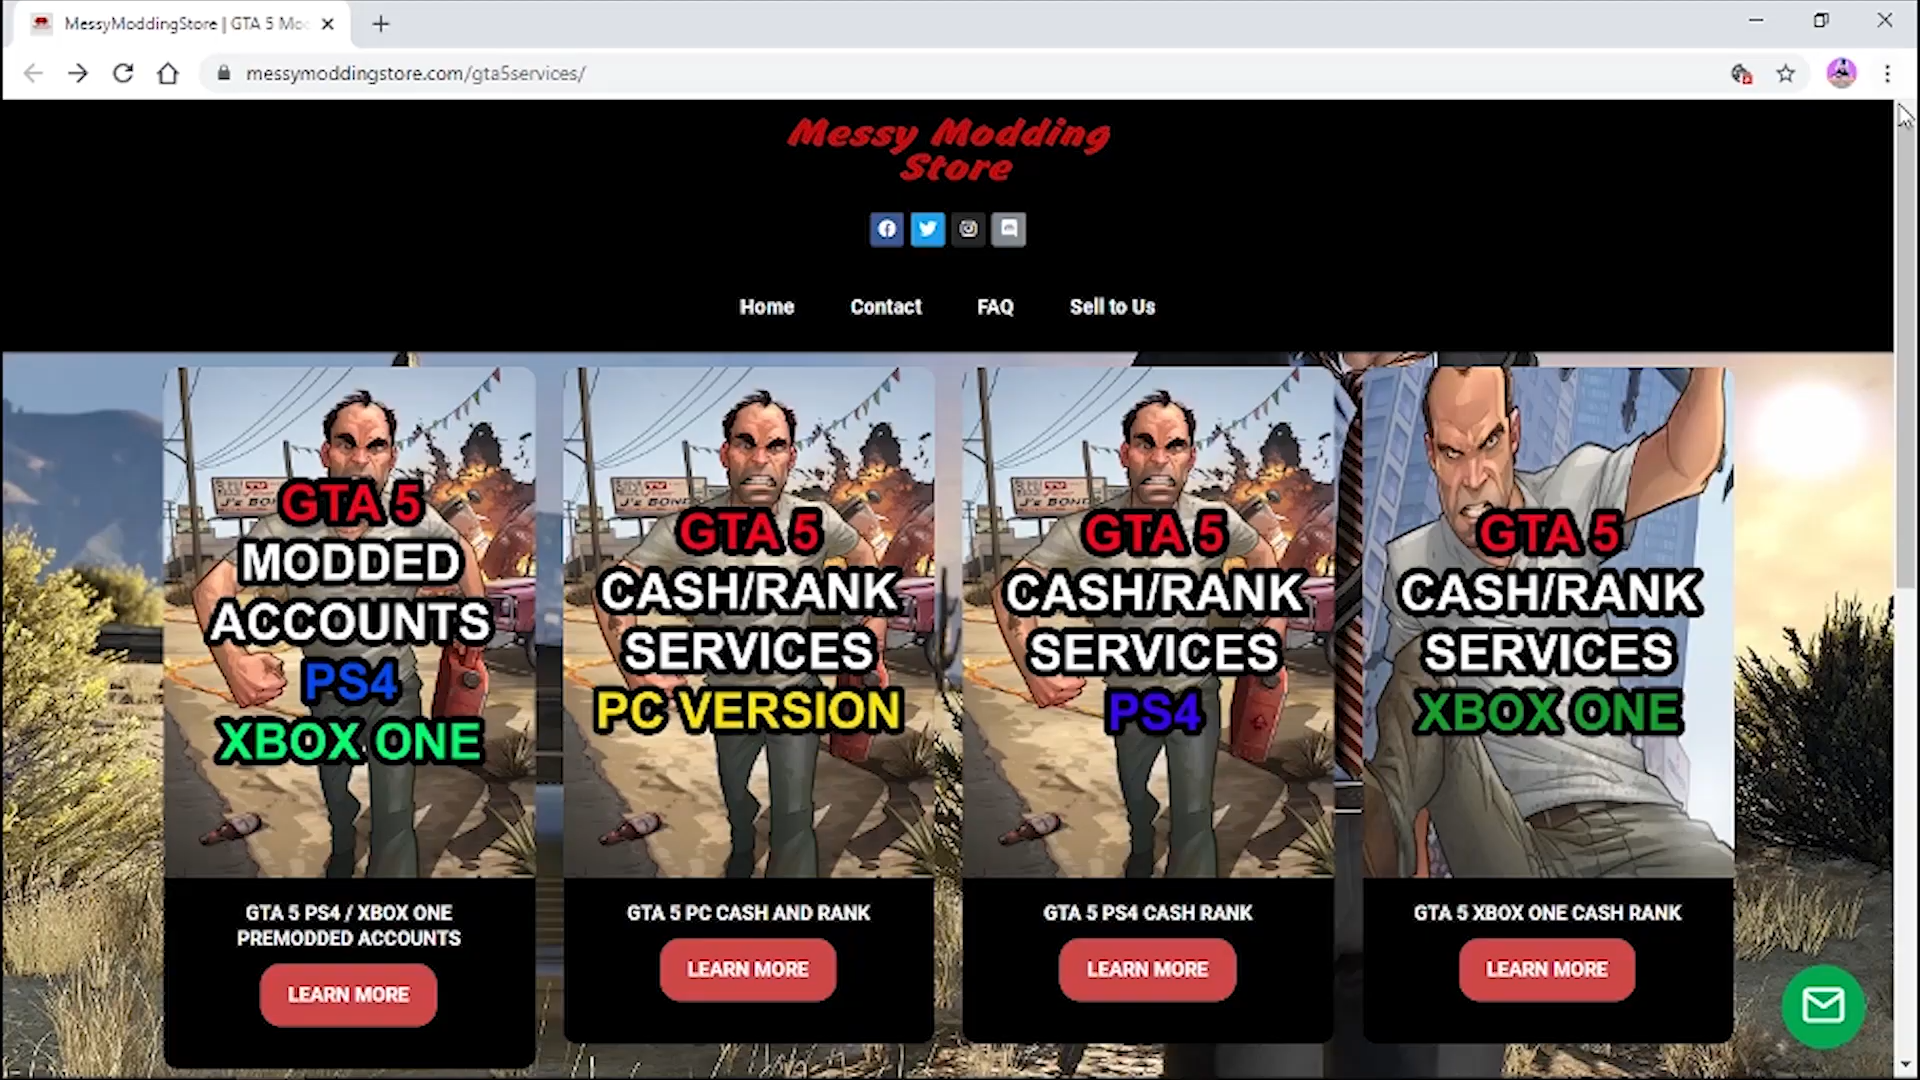 MessyModdingStore | GTA 5 Mo
messymoddingstore.com/gta5services/
Messy Modding
Store
Home Contact FAQ Sell to Us
GTA 5
MODDED
ACCOUNTS
PS4
XBOX ONE
GTA 5 PS4 / XBOX ONE
PREMODDED ACCOUNTS
LEARN MORE
GTA 5
CASH/RANK
SERVICES
PC VERSION
GTA 5 PC CASH AND RANK
LEARN MORE
GTA 5
CASH/RANK
SERVICES
PS4
GTA 5 PS4 CASH RANK
LEARN MORE
GTA 5
CASH/RANK
SERVICES
XBOX ONE
GTA 5 XBOX ONE CASH RANK
LEARN MORE